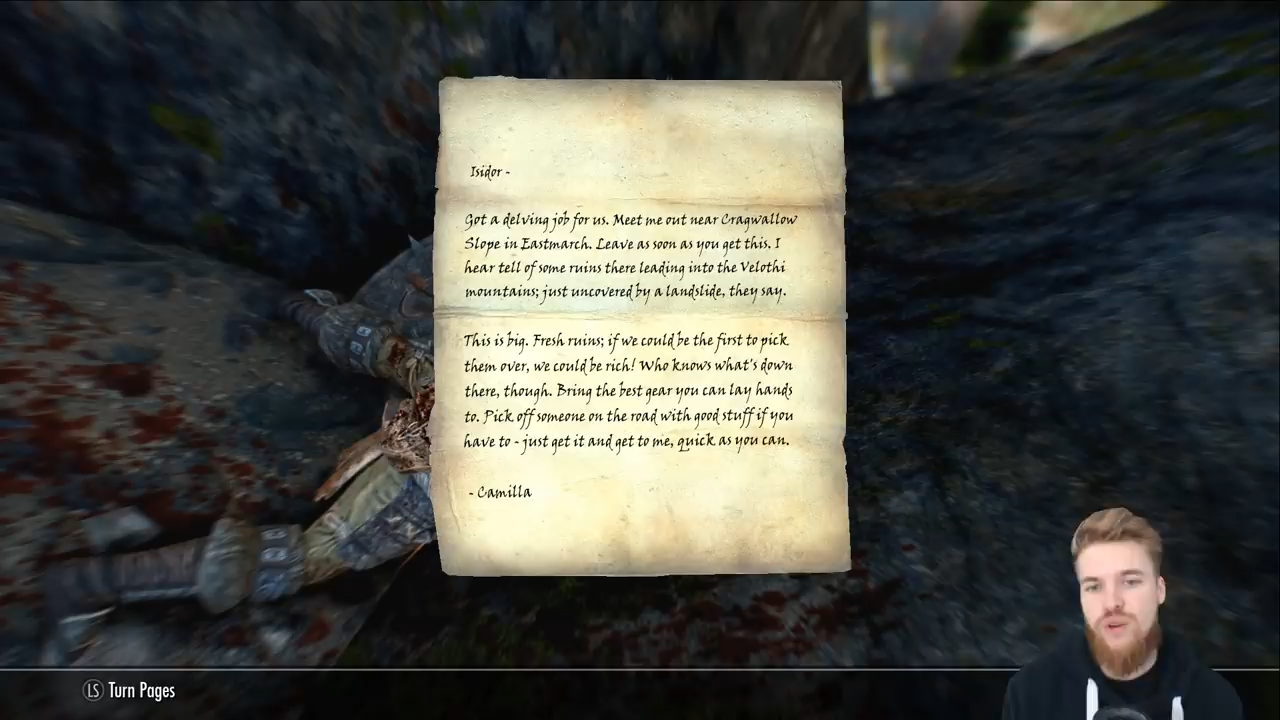 Isidor -
Got a delving job for us. Meet me out near Cragwallow
Slope in Eastmarch. Leave as soon as you get this. I
hear tell of some ruins there leading into the Velothi
mountains; just uncovered by a landslide, they say.
This is big. Fresh ruins; if we could be the first to pick
them over, we could be rich! Who knows what's down
there, though. Bring the best gear you can lay hands
to. Pick off someone on the road with good stuff if you
have to - just get it and get to me, quick as you can.
- Camilla
LS Turn Pages